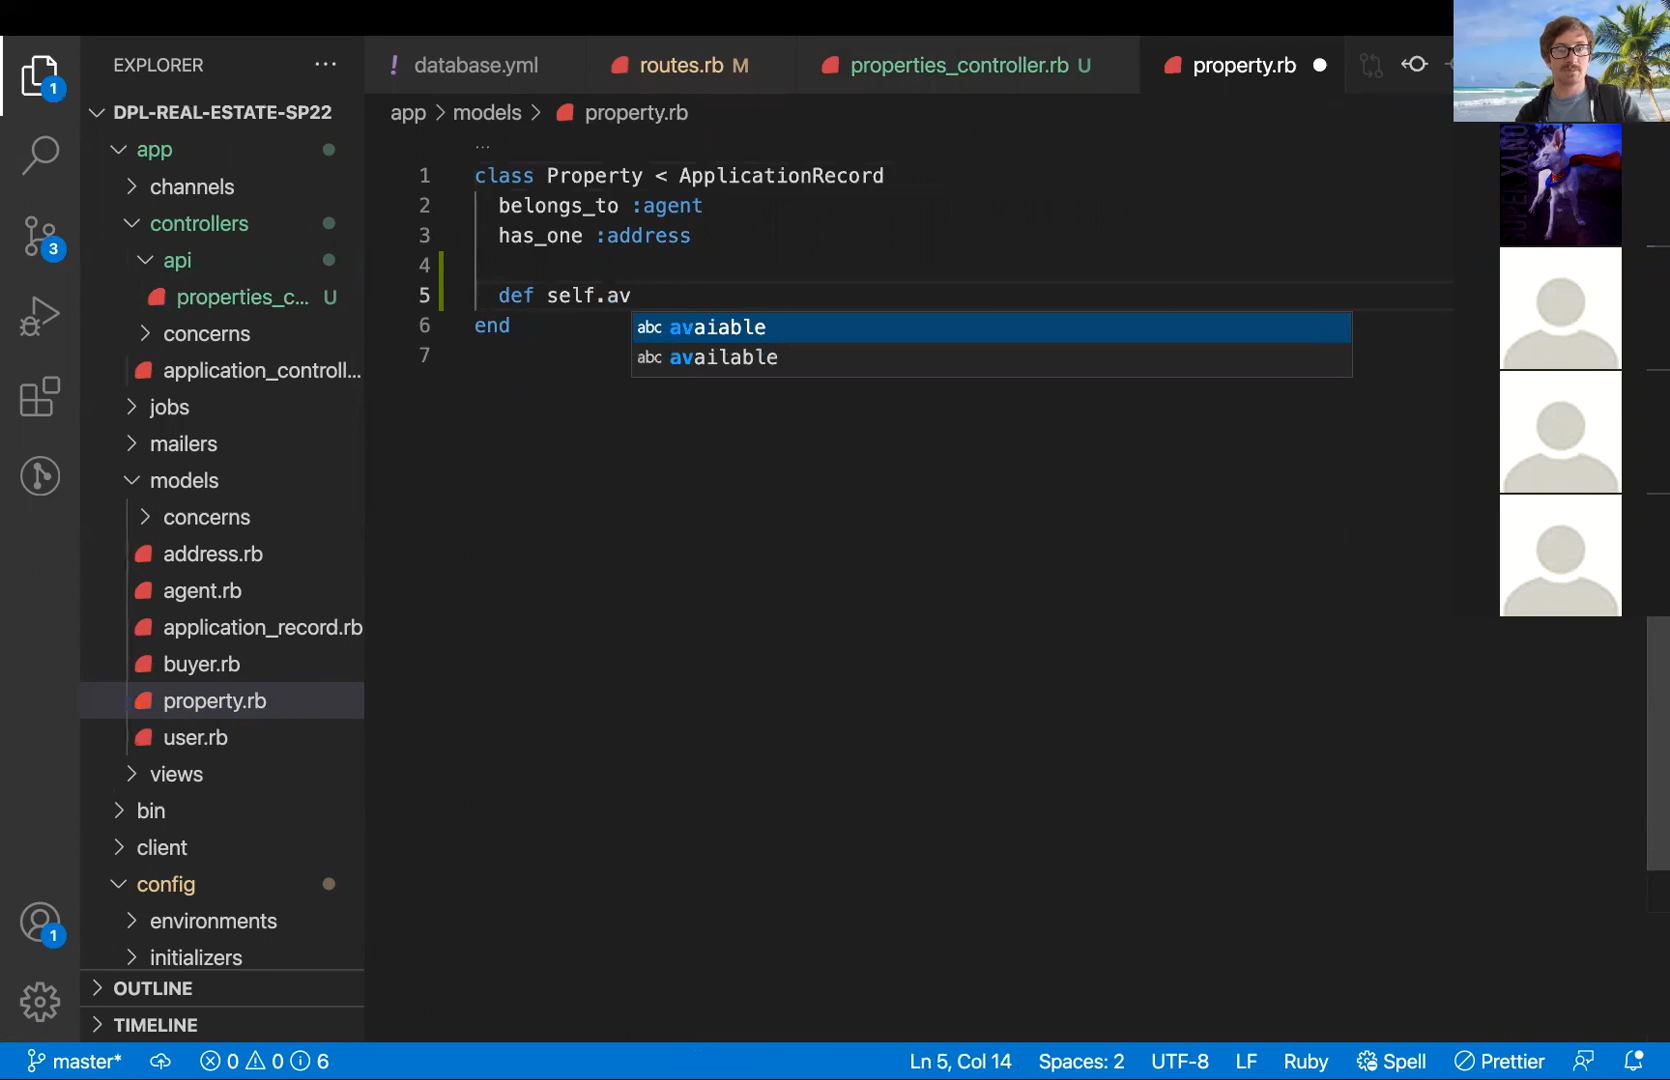 EXPLORER
DPL-REAL-ESTATE-SP22
app
channels
controllers
api
properties_c... U
concerns
application_controll...
jobs
mailers
models
concerns
address.rb
agent.rb
application_record.rb
buyer.rb
property.rb
user.rb
views
bin
client
config
environments
initializers
OUTLINE
TIMELINE
1
3
1
! database.yml
routes.rb M
properties_controller.rb U
property.rb
app > models > property.rb
...
1 class Property < ApplicationRecord
2 belongs_to :agent
3 has_one :address
4
5 def self.av
6 end
7
abc avaiable
abc available
master* 0 0 6
Ln 5, Col 14 Spaces: 2 UTF-8 LF Ruby Spell Prettier